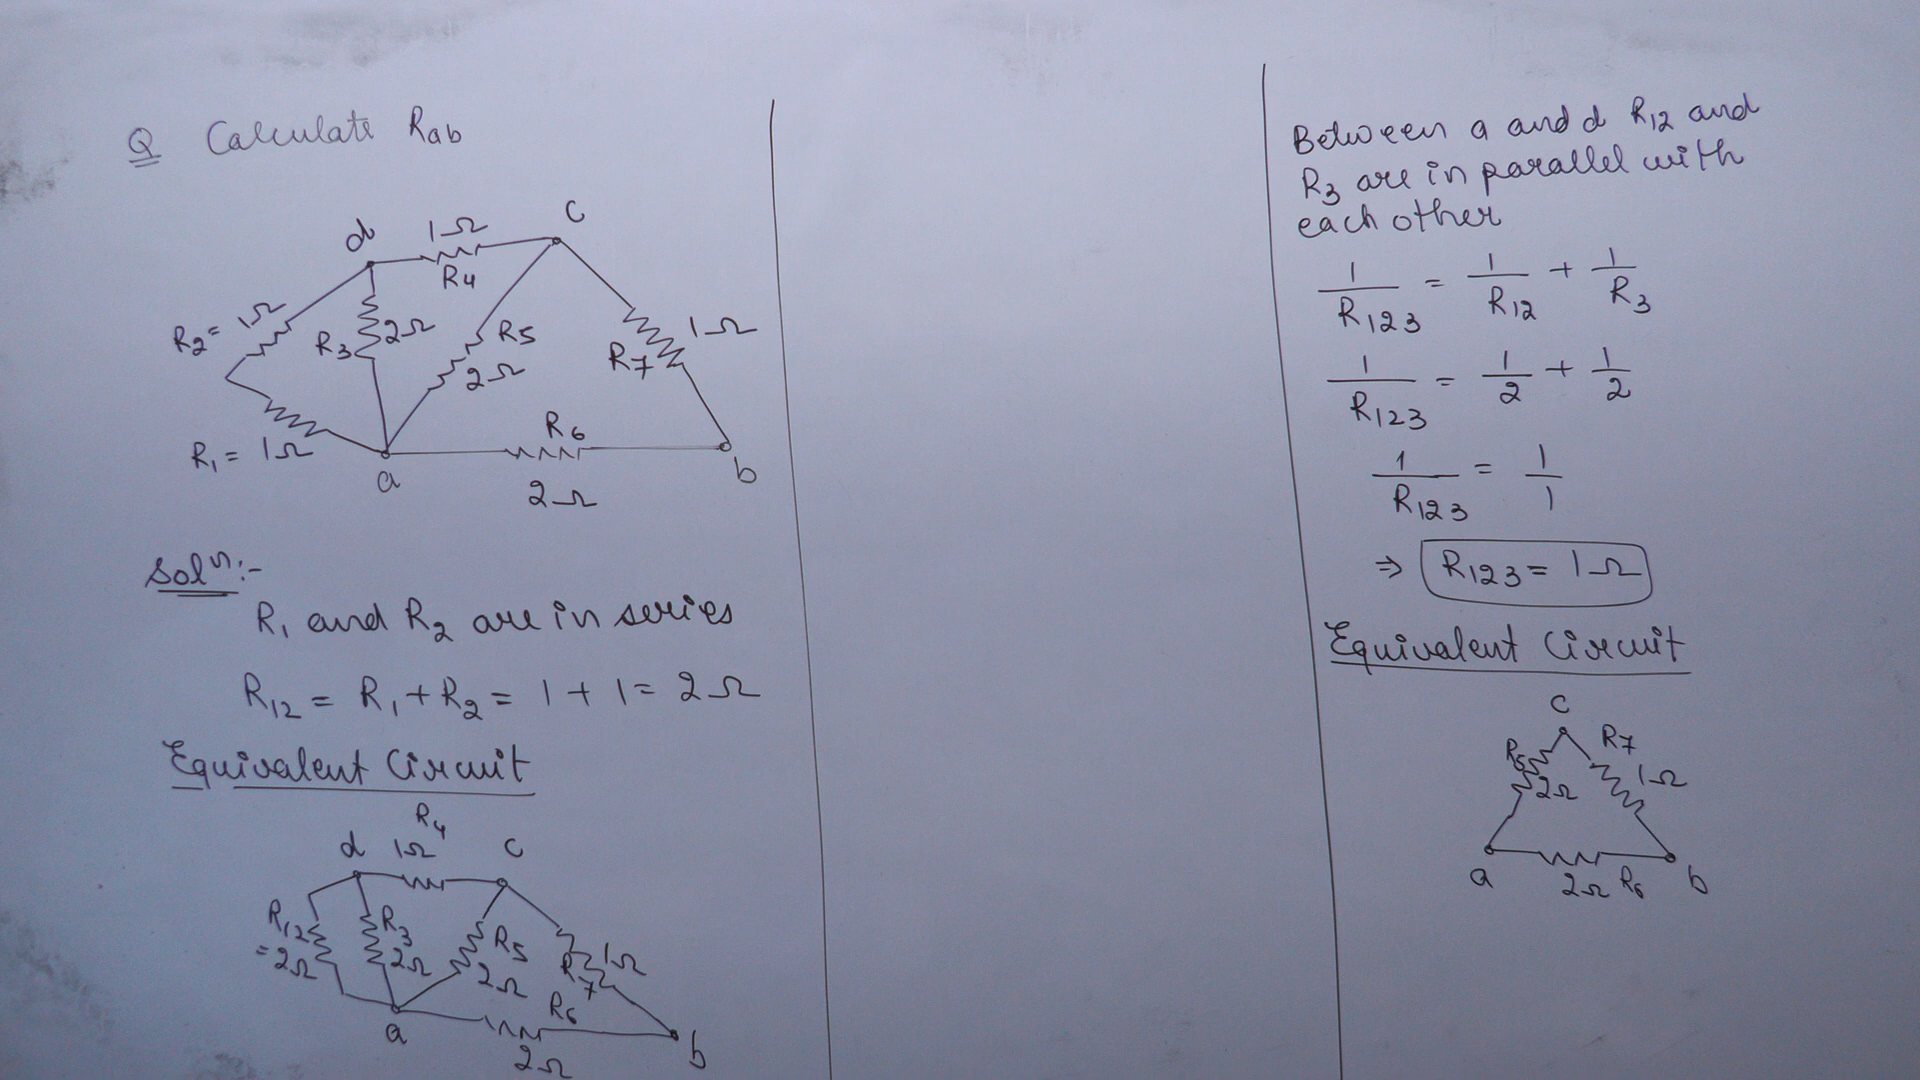 Q Calculate Rab
d 1Ω c
R4
R2 = 1Ω
R3 2Ω
R5
2Ω
R7 1Ω
R1 = 1Ω
R6
a 2Ω b
Solⁿ:-
R1 and R2 are in series
R12 = R1 + R2 = 1 + 1 = 2Ω
Equivalent Circuit
R4
d 1Ω c
R12
= 2Ω
R3
2Ω
R5
2Ω
R7 1Ω
R6
a 2Ω b
Between a and d R12 and
R3 are in parallel with
each other
1/R123 = 1/R12 + 1/R3
1/R123 = 1/2 + 1/2
1/R123 = 1/1
⇒ R123 = 1Ω
Equivalent Circuit
c
R5 R7
2Ω 1Ω
a 2Ω R6 b